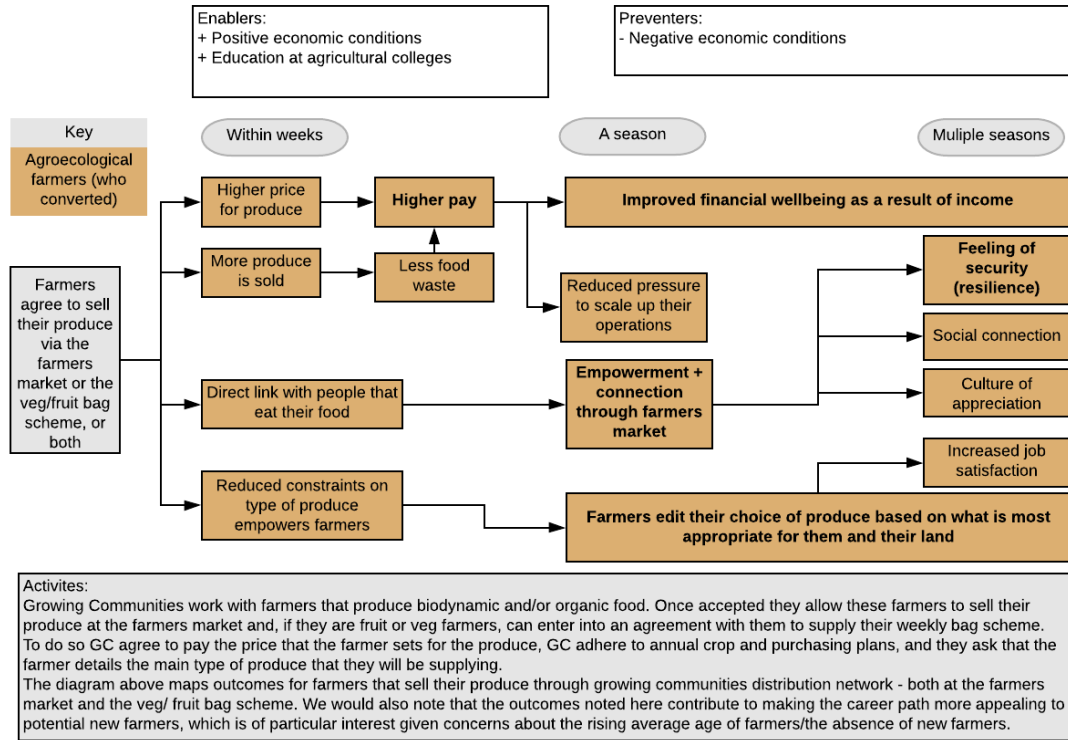 Enablers:
+ Positive economic conditions
+ Education at agricultural colleges
Preventers:
- Negative economic conditions
Key
Agroecological
farmers (who
converted)
Within weeks
A season
Muliple seasons
Farmers
agree to sell
their produce
via the
farmers
market or the
veg/fruit bag
scheme, or
both
Higher price
for produce
Higher pay
Improved financial wellbeing as a result of income
More produce
is sold
Less food
waste
Reduced pressure
to scale up their
operations
Feeling of
security
(resilience)
Social connection
Direct link with people that
eat their food
Empowerment +
connection
through farmers
market
Culture of
appreciation
Increased job
satisfaction
Reduced constraints on
type of produce
empowers farmers
Farmers edit their choice of produce based on what is most
appropriate for them and their land
Activites:
Growing Communities work with farmers that produce biodynamic and/or organic food. Once accepted they allow these farmers to sell their
produce at the farmers market and, if they are fruit or veg farmers, can enter into an agreement with them to supply their weekly bag scheme.
To do so GC agree to pay the price that the farmer sets for the produce, GC adhere to annual crop and purchasing plans, and they ask that the
farmer details the main type of produce that they will be supplying.
The diagram above maps outcomes for farmers that sell their produce through growing communities distribution network - both at the farmers
market and the veg/ fruit bag scheme. We would also note that the outcomes noted here contribute to making the career path more appealing to
potential new farmers, which is of particular interest given concerns about the rising average age of farmers/the absence of new farmers.